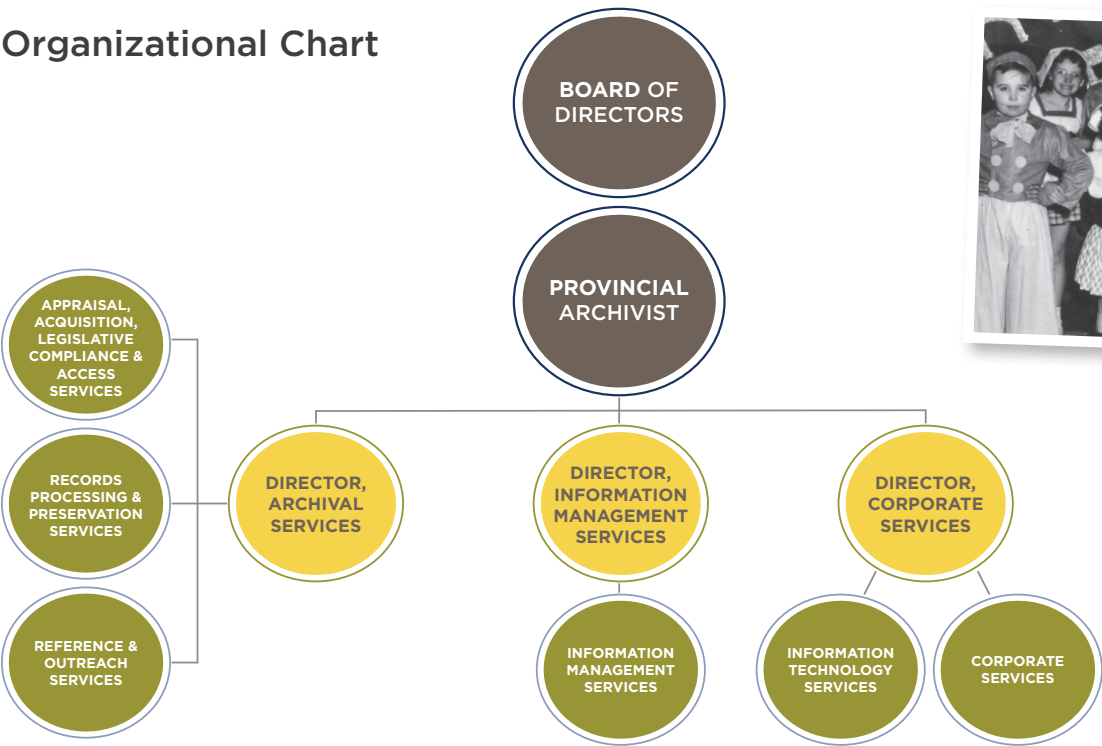 Organizational Chart
BOARD OF
DIRECTORS
PROVINCIAL
ARCHIVIST
APPRAISAL,
ACQUISITION,
LEGISLATIVE
COMPLIANCE &
ACCESS
SERVICES
RECORDS
PROCESSING &
PRESERVATION
SERVICES
REFERENCE &
OUTREACH
SERVICES
DIRECTOR,
ARCHIVAL
SERVICES
DIRECTOR,
INFORMATION
MANAGEMENT
SERVICES
DIRECTOR,
CORPORATE
SERVICES
INFORMATION
MANAGEMENT
SERVICES
INFORMATION
TECHNOLOGY
SERVICES
CORPORATE
SERVICES